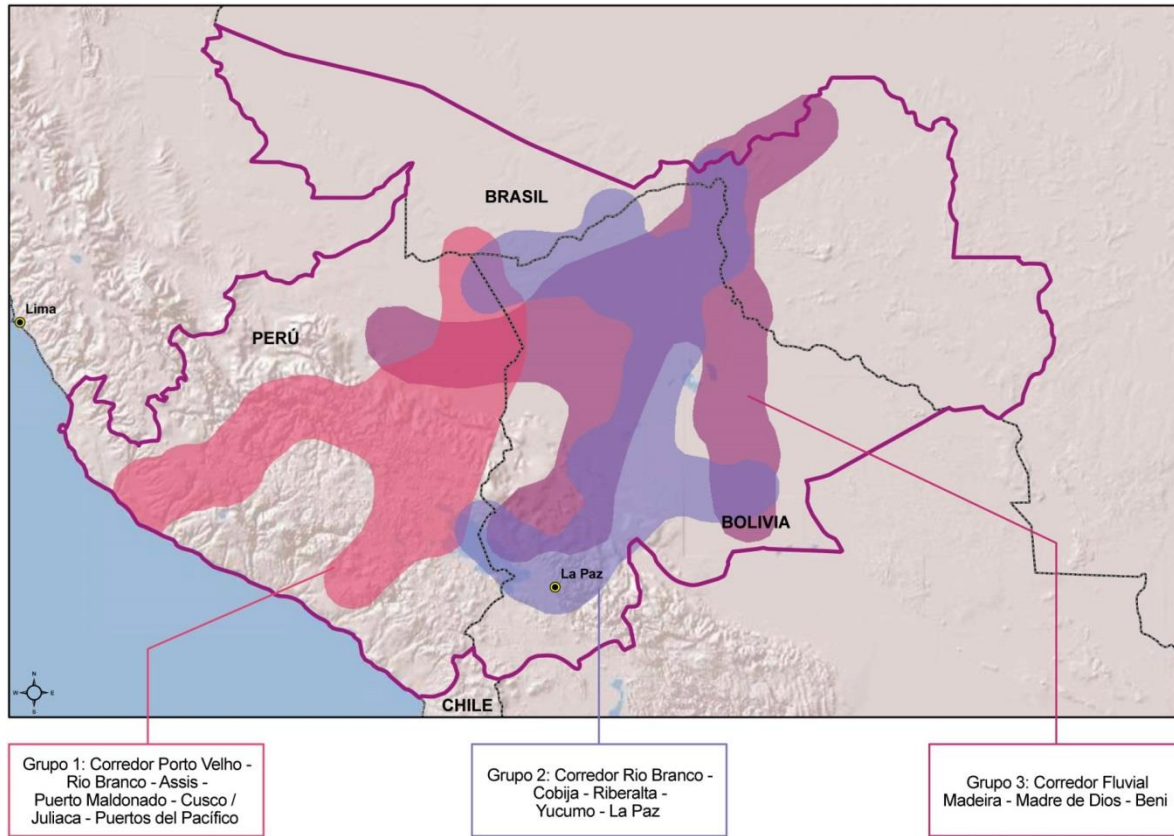 BRASIL
Lima
PERÚ
BOLIVIA
La Paz
CHILE
N
W
E
S
Grupo 1: Corredor Porto Velho -
Rio Branco - Assis -
Puerto Maldonado - Cusco /
Juliaca - Puertos del Pacífico
Grupo 2: Corredor Rio Branco -
Cobija - Riberalta -
Yucumo - La Paz
Grupo 3: Corredor Fluvial
Madeira - Madre de Dios - Beni